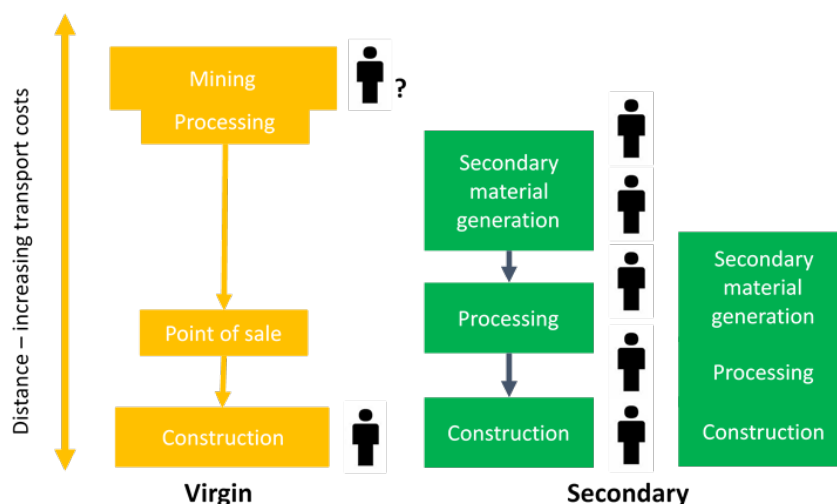 Distance – increasing transport costs
Mining
?
Processing
Point of sale
Construction
Virgin
Secondary
material
generation
Processing
Construction
Secondary
material
generation
Processing
Construction
Secondary